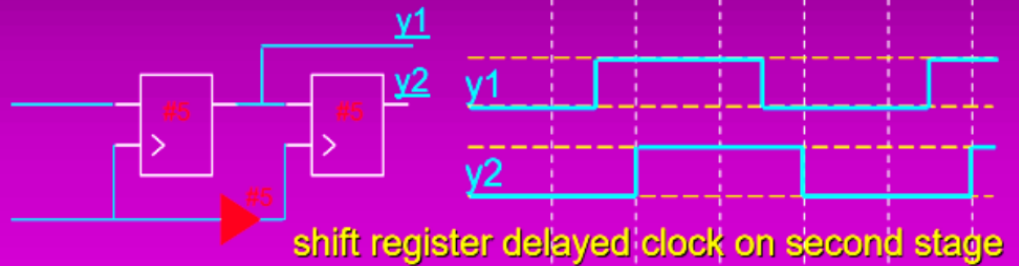 y1
y2
#5
#5
#5
y1
y2
shift register delayed clock on second stage